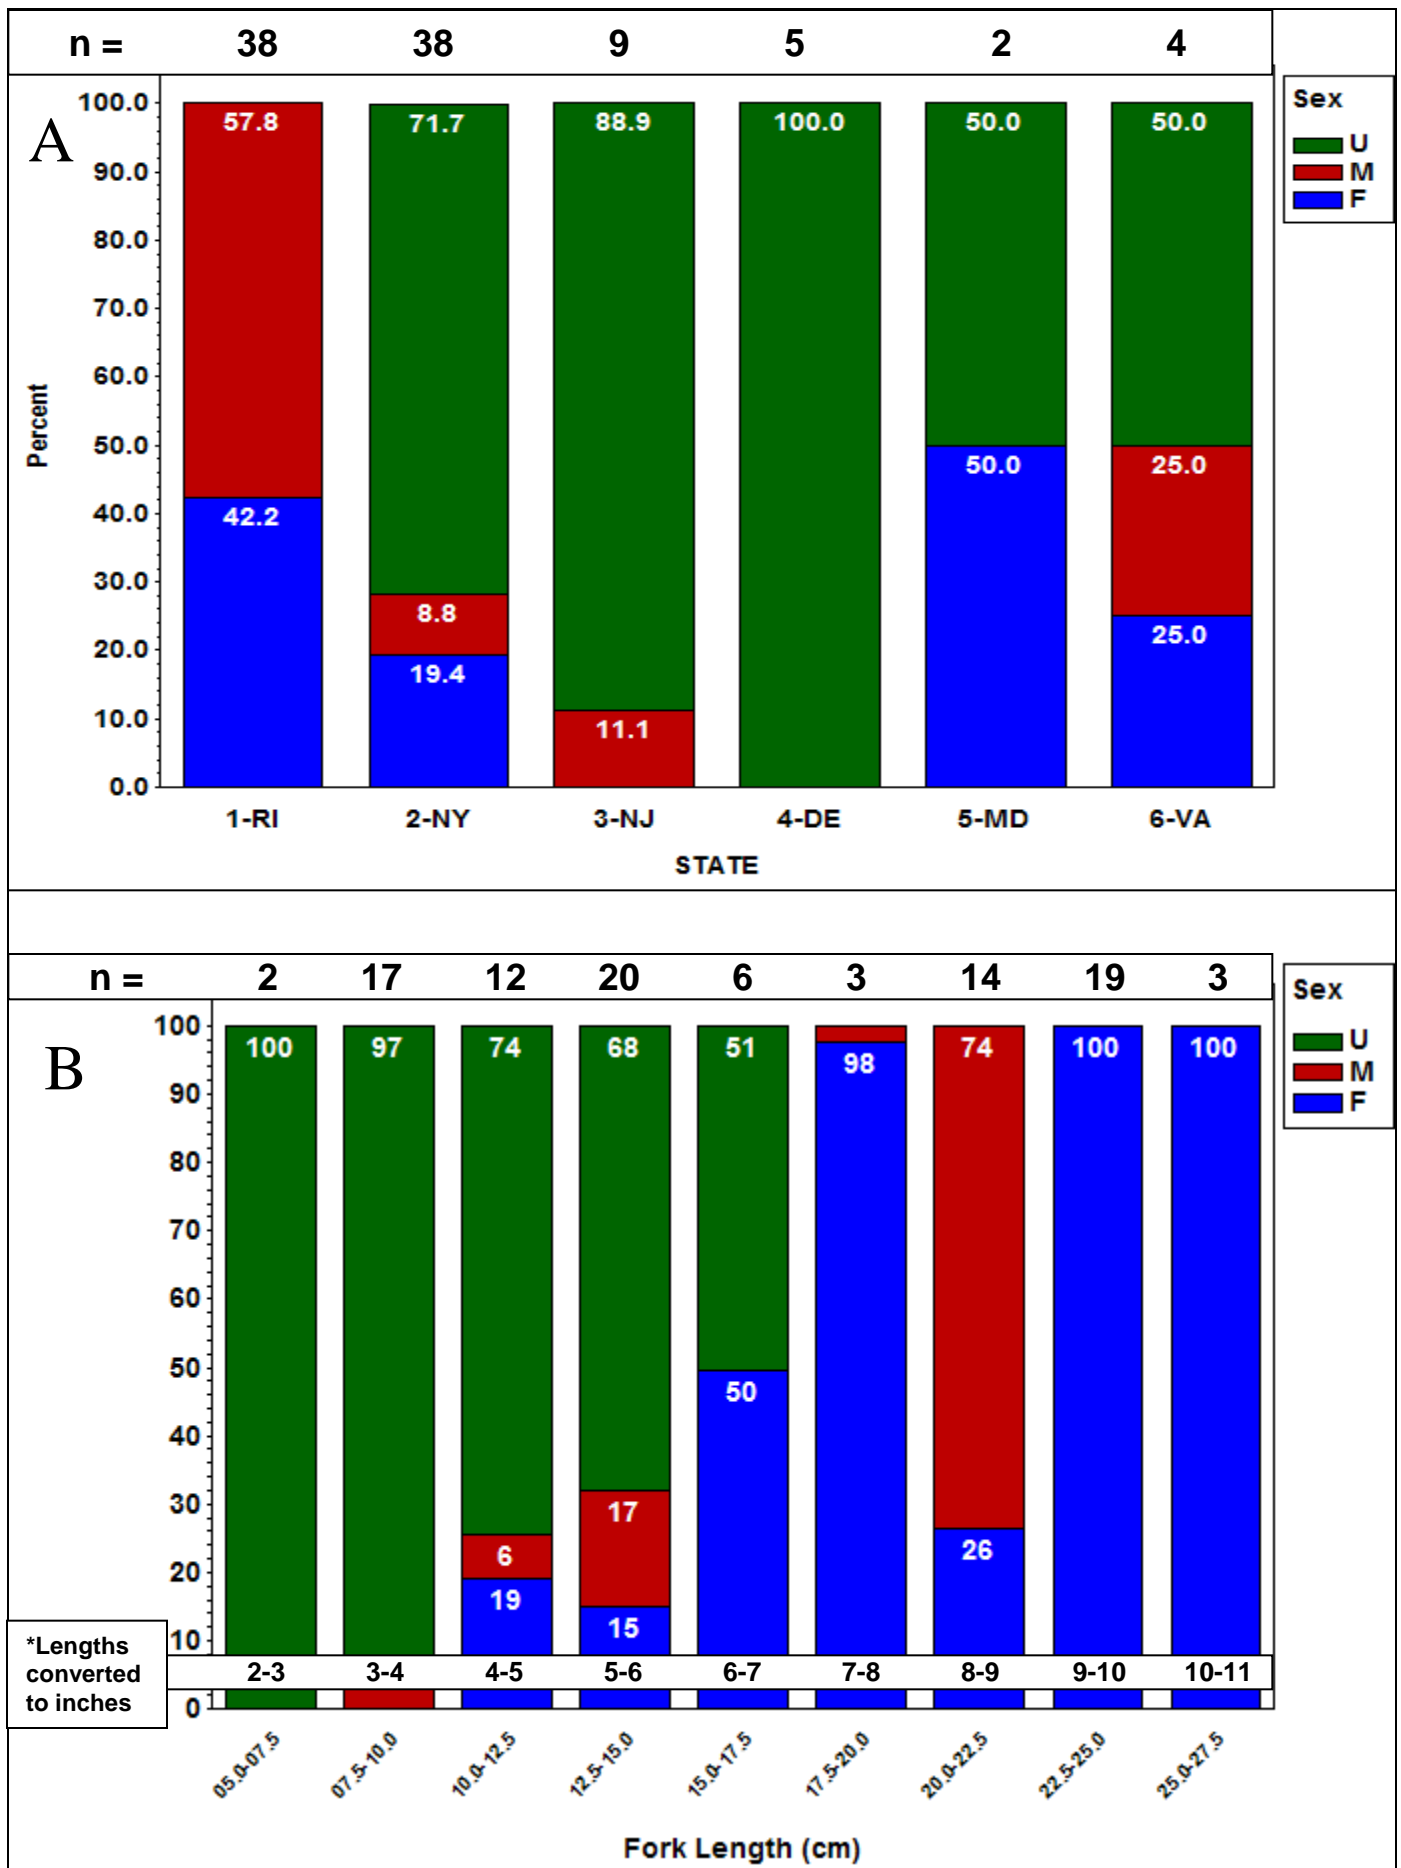 n = 38 38 9 5 2 4
A
Sex
U
M
F
100.0
90.0
80.0
70.0
60.0
50.0
40.0
30.0
20.0
10.0
0.0
Percent
57.8 71.7 88.9 100.0 50.0 50.0
42.2 8.8 11.1 50.0 25.0
19.4 25.0
1-RI 2-NY 3-NJ 4-DE 5-MD 6-VA
STATE
n = 2 17 12 20 6 3 14 19 3
B
Sex
U
M
F
100
90
80
70
60
50
40
30
20
10
0
100 97 74 68 51 98 74 100 100
50
17
6 26
19 15
*Lengths
converted
to inches
2-3 3-4 4-5 5-6 6-7 7-8 8-9 9-10 10-11
05.0-07.5 07.5-10.0 10.0-12.5 12.5-15.0 15.0-17.5 17.5-20.0 20.0-22.5 22.5-25.0 25.0-27.5
Fork Length (cm)